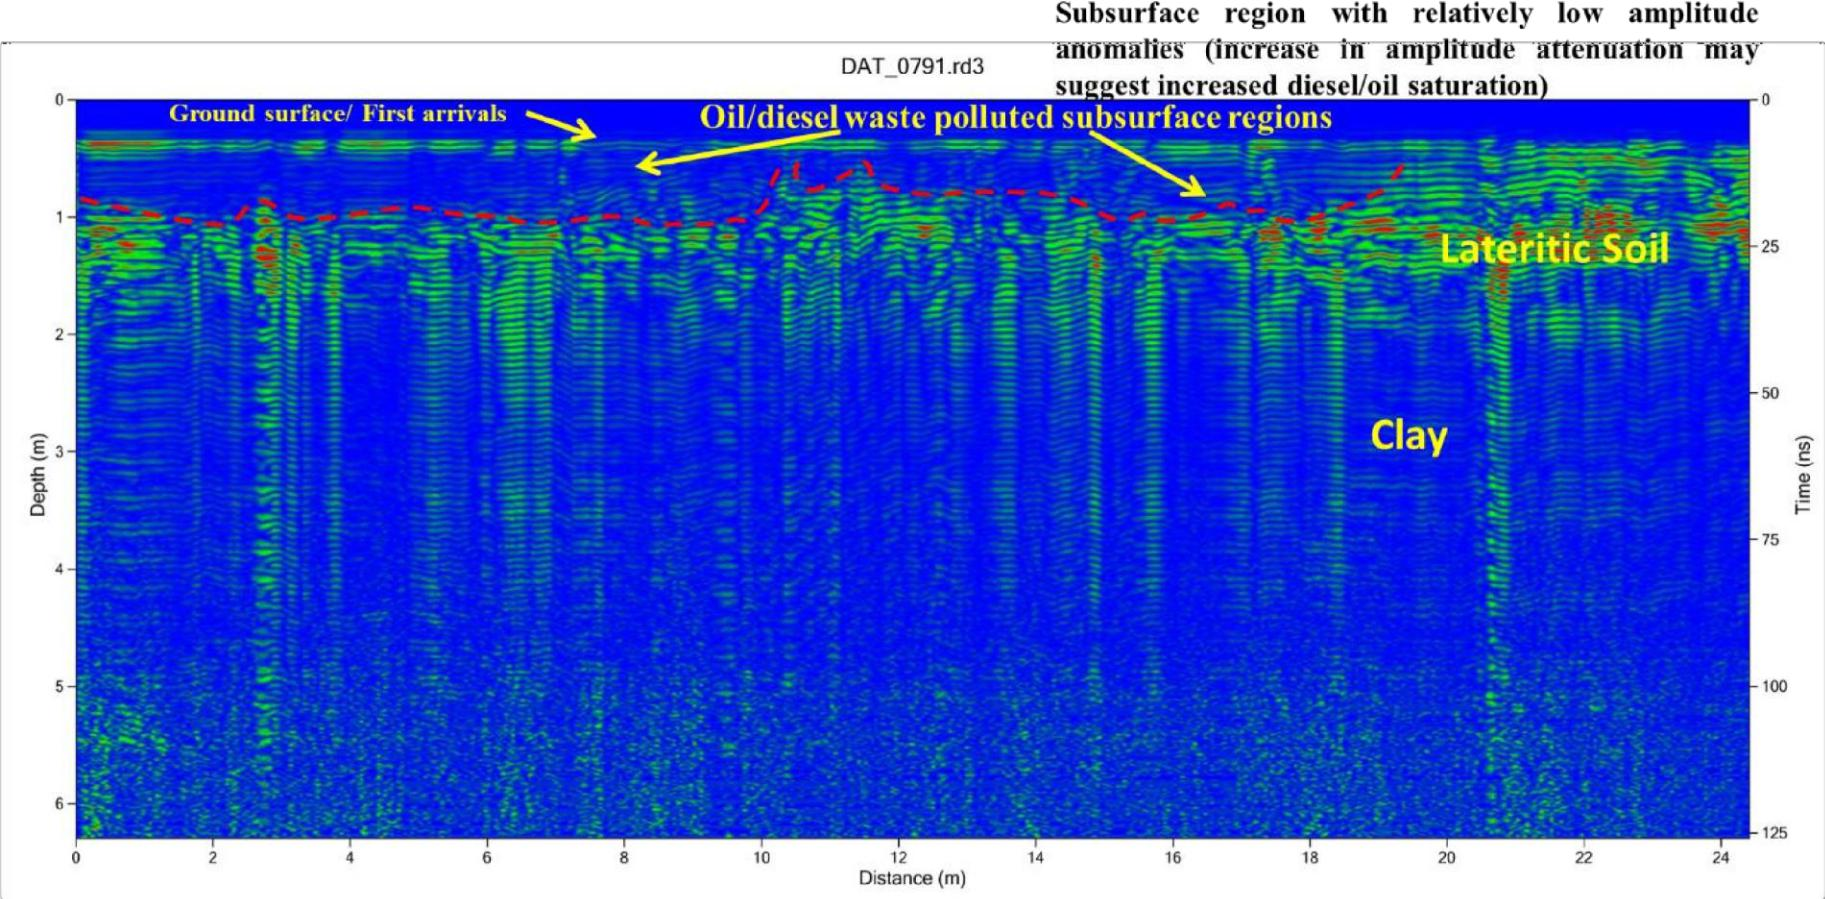 Subsurface region with relatively low amplitude
anomalies (increase in amplitude attenuation may
suggest increased diesel/oil saturation)
DAT_0791.rd3
Ground surface/ First arrivals
Oil/diesel waste polluted subsurface regions
Lateritic Soil
Clay
Depth (m)
0
1
2
3
4
5
6
Time (ns)
0
25
50
75
100
125
0 2 4 6 8 10 12 14 16 18 20 22 24
Distance (m)